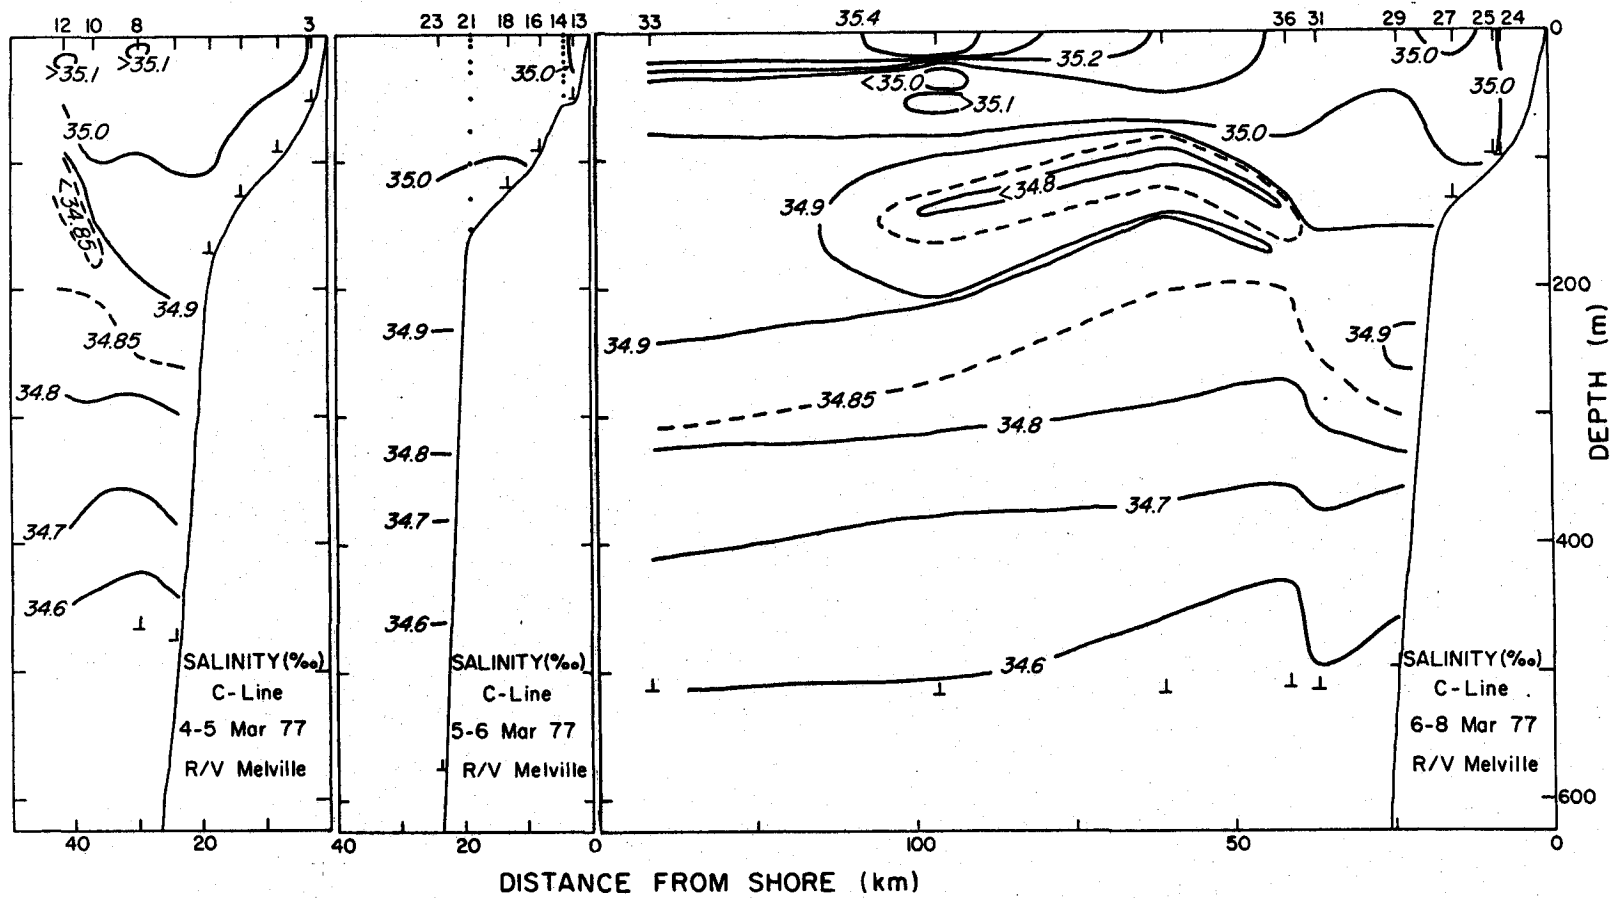 12 10 8 3
>35.1 >35.1
35.0
<34.85
34.9
34.85
34.8
34.7
34.6
SALINITY (‰)
C-Line
4-5 Mar 77
R/V Melville
40 20
23 21 18 16 14 13
35.0
35.0
34.9
34.8
34.7
34.6
SALINITY (‰)
C-Line
5-6 Mar 77
R/V Melville
40 20 0
33 35.4 36 31 29 27 25 24
35.2 35.0
<35.0 35.0
>35.1
35.0
<34.8
34.9
34.9 34.9
34.85
34.8
34.7
34.6
SALINITY (‰)
C-Line
6-8 Mar 77
R/V Melville
100 50 0
0
200
400
600
DEPTH (m)
DISTANCE FROM SHORE (km)